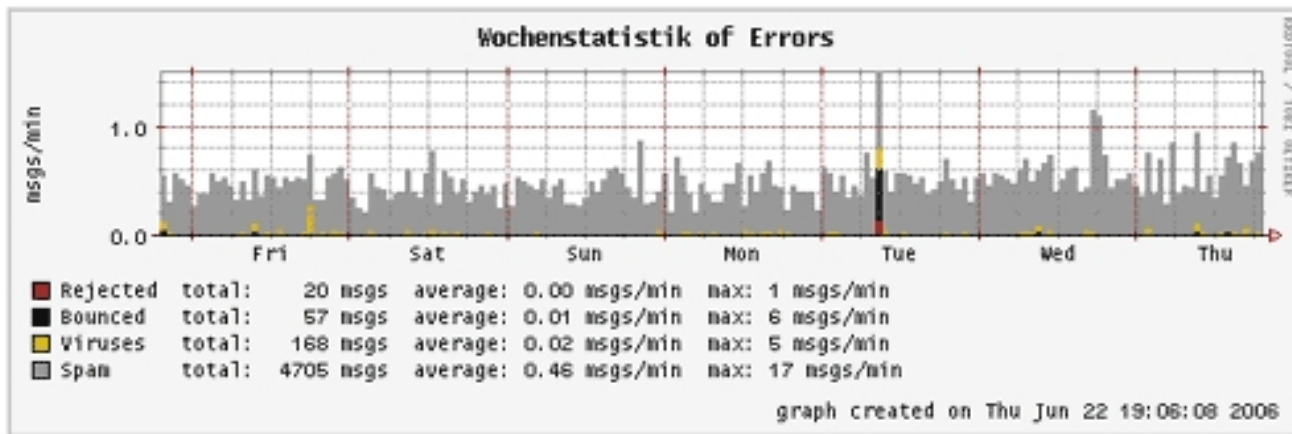 Wochenstatistik of Errors
msgs/min
1.0
0.0
Fri Sat Sun Mon Tue Wed Thu
Rejected total: 20 msgs average: 0.00 msgs/min max: 1 msgs/min
Bounced total: 57 msgs average: 0.01 msgs/min max: 6 msgs/min
Viruses total: 168 msgs average: 0.02 msgs/min max: 5 msgs/min
Spam total: 4705 msgs average: 0.46 msgs/min max: 17 msgs/min
graph created on Thu Jun 22 19:06:08 2006